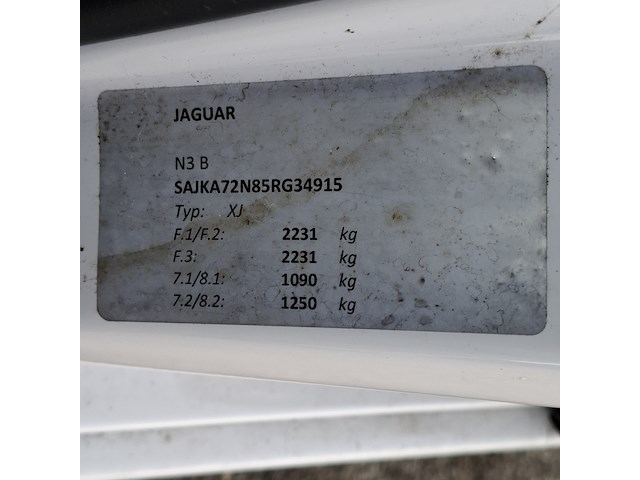 JAGUAR
N3 B
SAJKA72N85RG34915
Typ: XJ
F.1/F.2: 2231 kg
F.3: 2231 kg
7.1/8.1: 1090 kg
7.2/8.2: 1250 kg